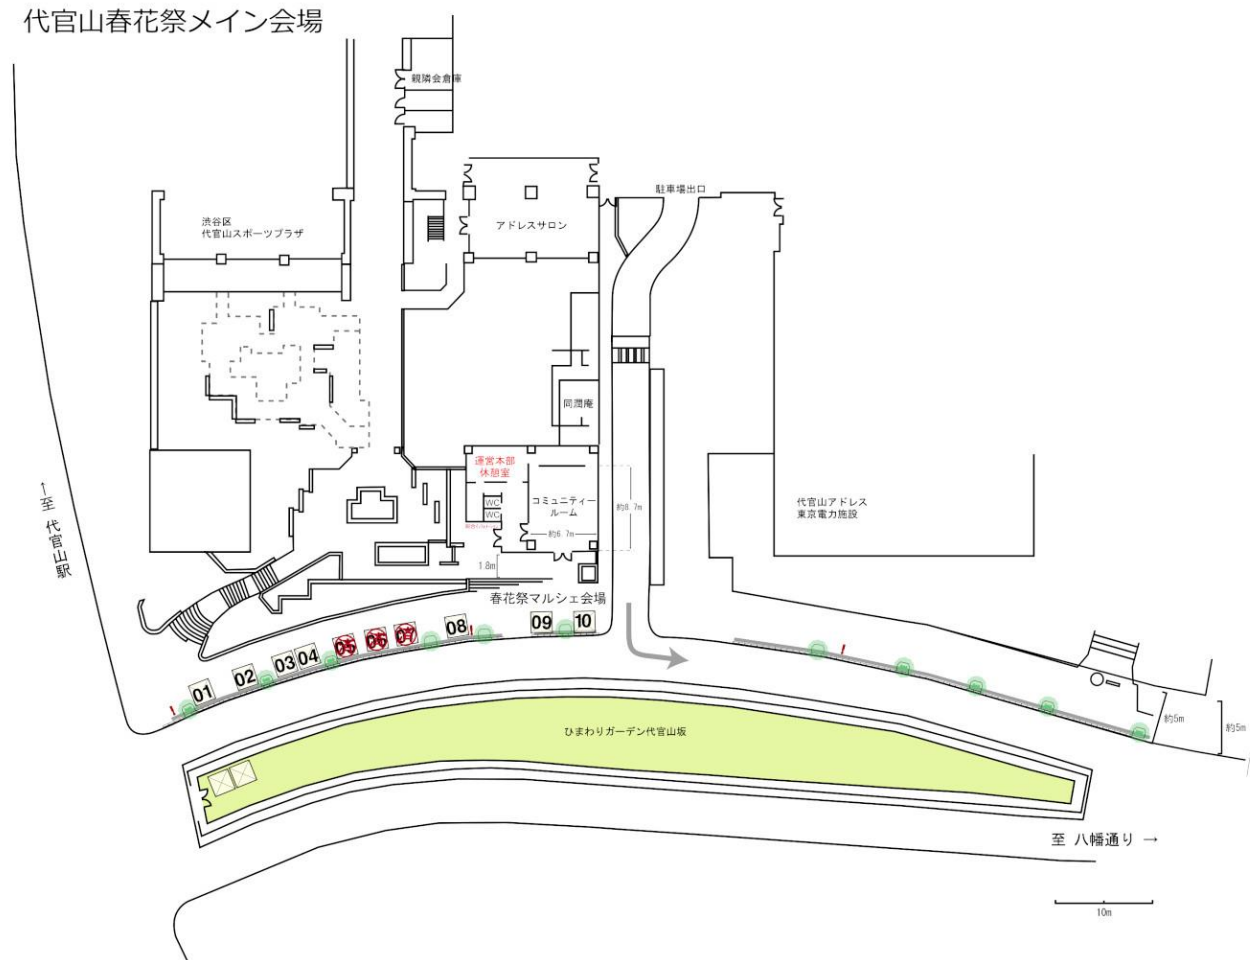 代官山春花祭メイン会場
親隣会倉庫
駐車場出口
渋谷区
代官山スポーツプラザ
アドレスサロン
同潤庵
運営本部
休憩室
WC
WC
コミュニティー
ルーム
約6.7m
約8.7m
1.8m
代官山アドレス
東京電力施設
←至 代官山駅
春花祭マルシェ会場
01
02
03
04
05
06
07
08
!
09
10
!
!
約5m
約5m
ひまわりガーデン代官山坂
至 八幡通り →
10m